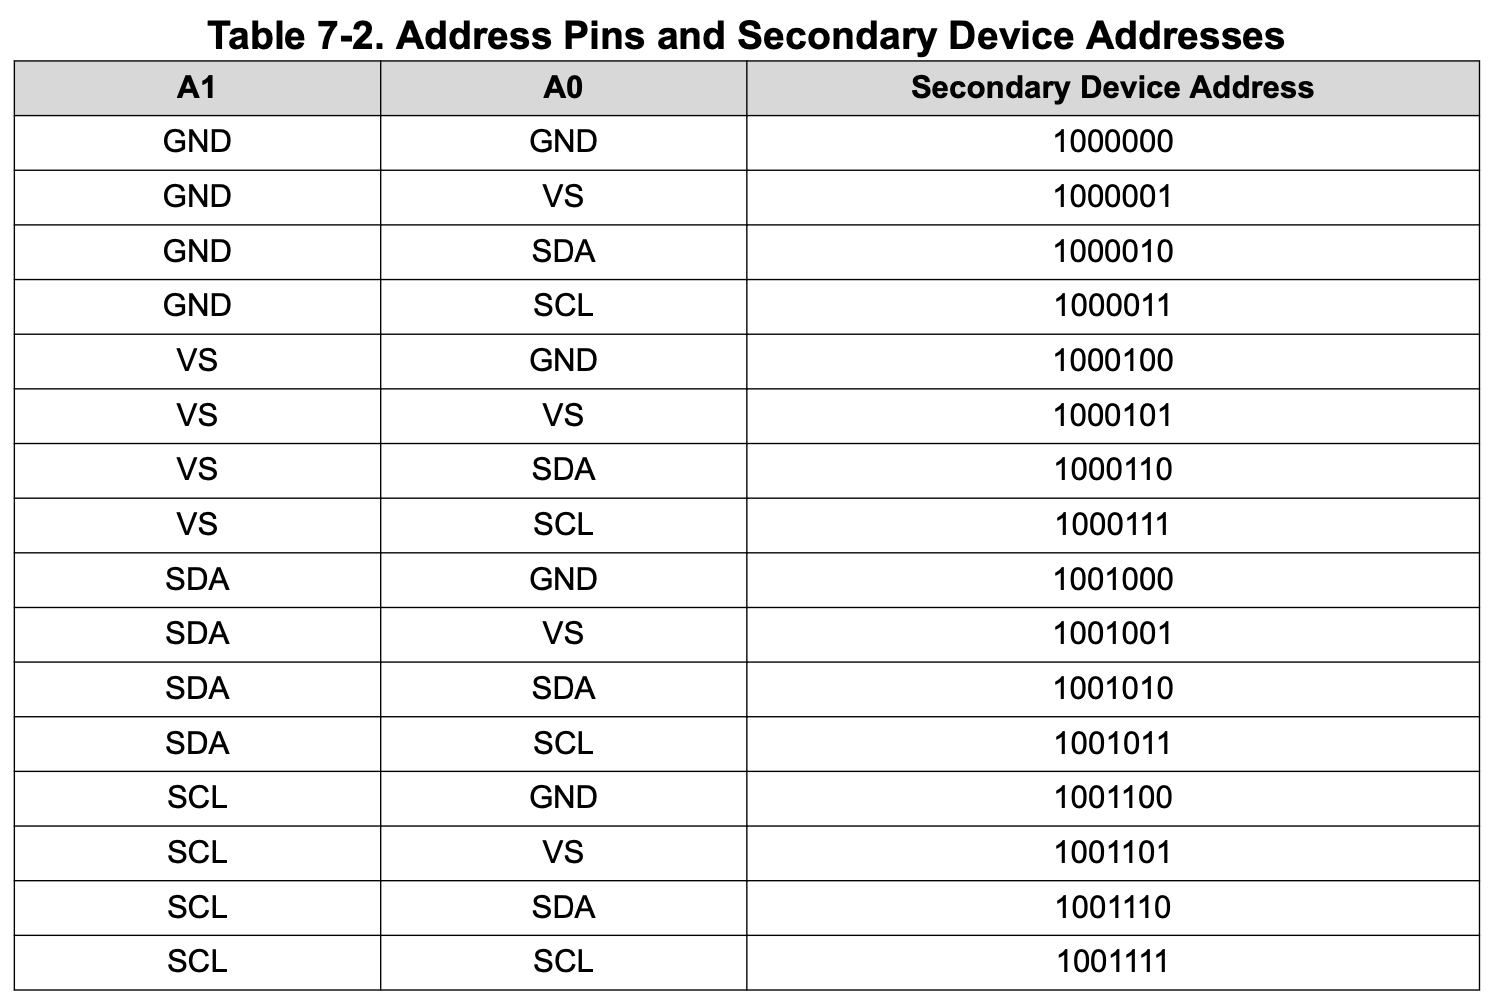 Table 7-2. Address Pins and Secondary Device Addresses
A1 A0 Secondary Device Address
GND GND 1000000
GND VS 1000001
GND SDA 1000010
GND SCL 1000011
VS GND 1000100
VS VS 1000101
VS SDA 1000110
VS SCL 1000111
SDA GND 1001000
SDA VS 1001001
SDA SDA 1001010
SDA SCL 1001011
SCL GND 1001100
SCL VS 1001101
SCL SDA 1001110
SCL SCL 1001111